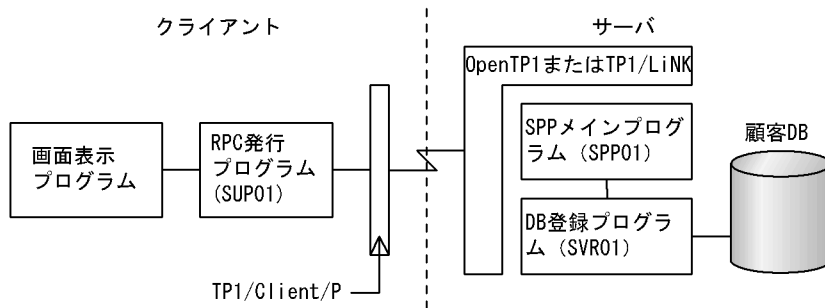 クライアント
サーバ
OpenTP1またはTP1/LiNK
画面表示
プログラム
RPC発行
プログラム
(SUP01)
SPPメインプログ
ラム（SPP01）
DB登録プログラ
ム（SVR01）
顧客DB
TP1/Client/P